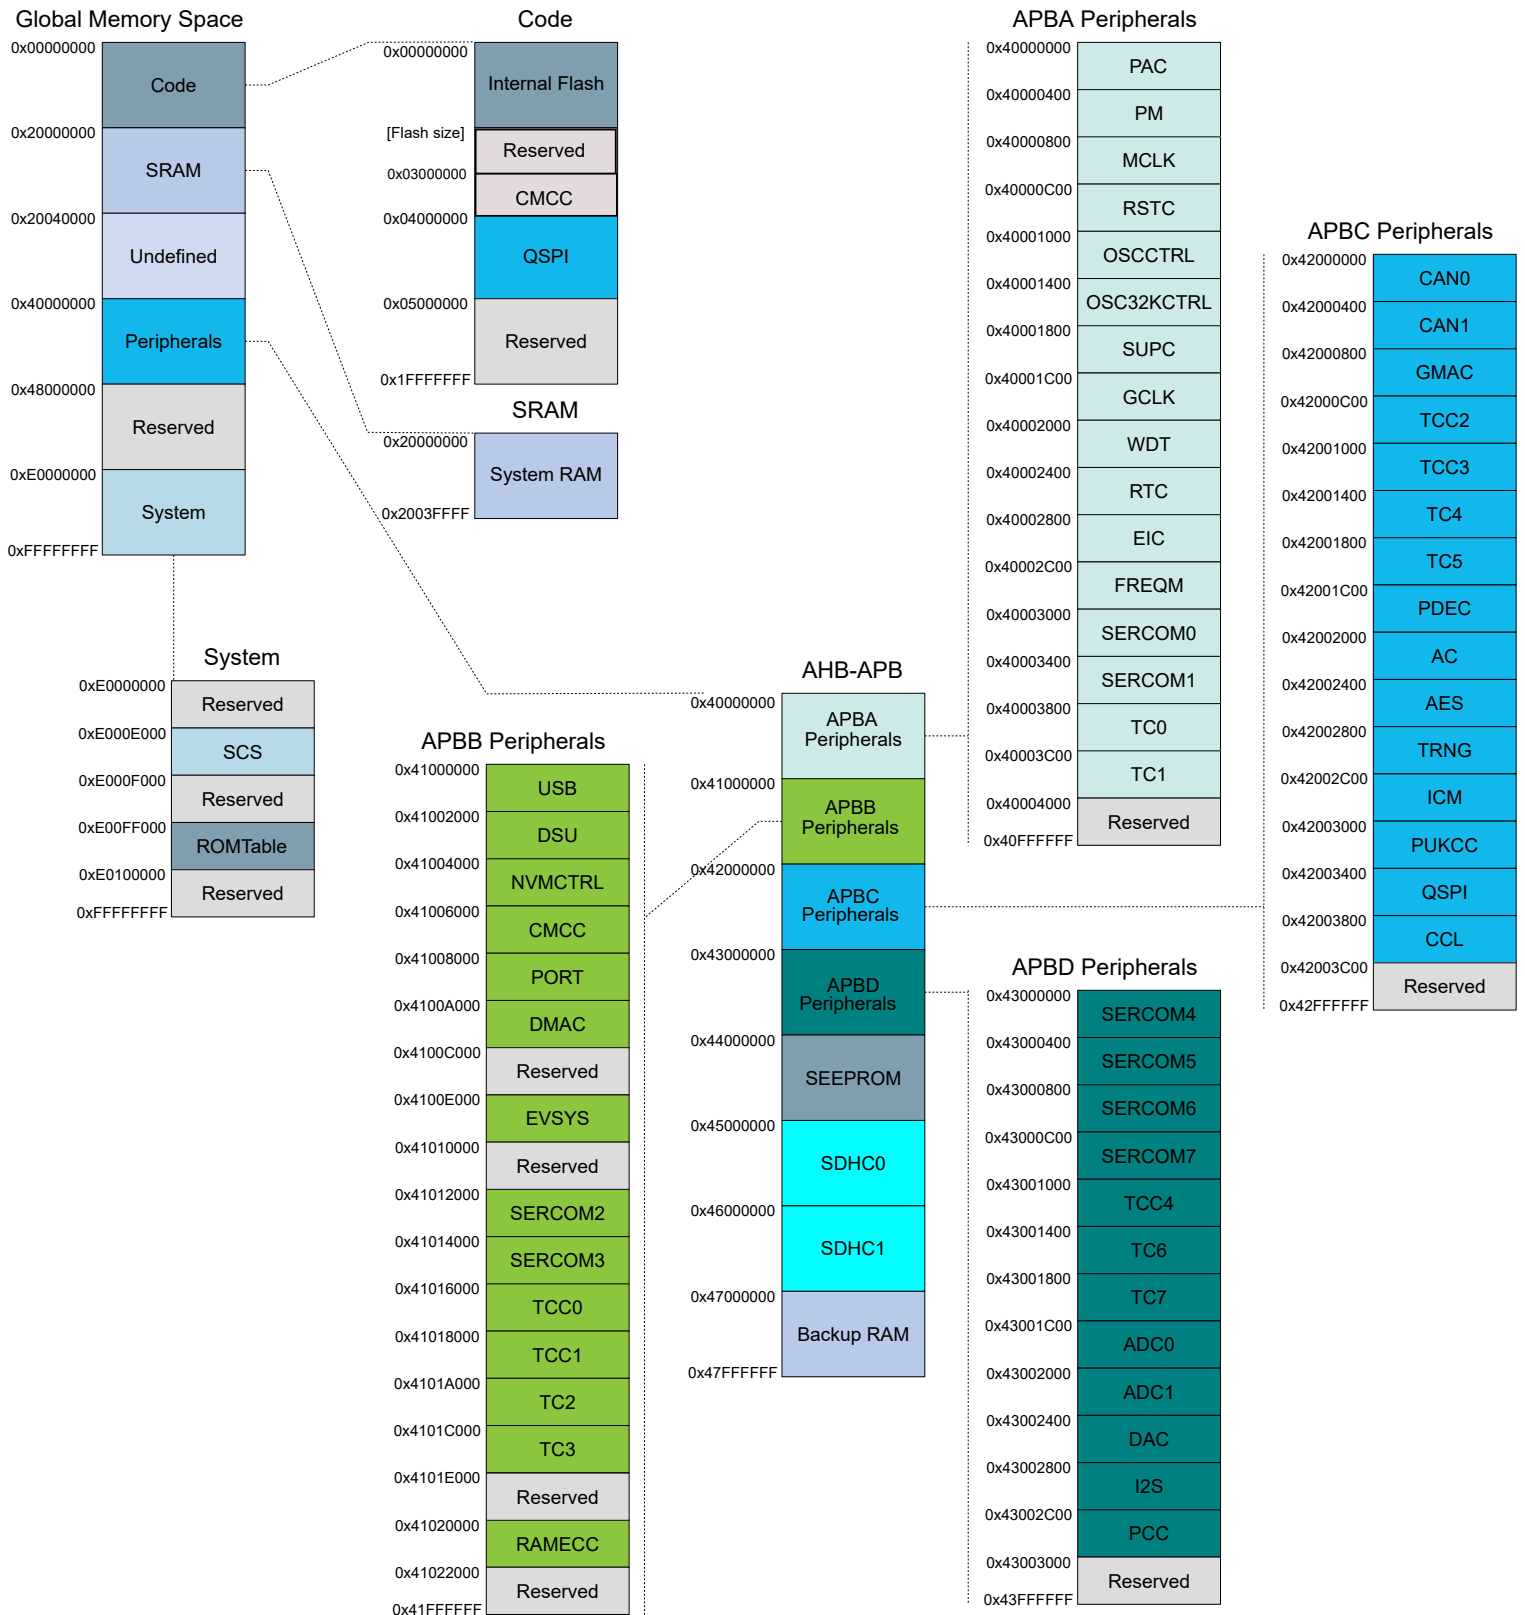 Global Memory Space
0x00000000
Code
0x20000000
SRAM
0x20040000
Undefined
0x40000000
Peripherals
0x48000000
Reserved
0xE0000000
System
0xFFFFFFFF
Code
0x00000000
Internal Flash
[Flash size]
Reserved
0x03000000
CMCC
0x04000000
QSPI
0x05000000
Reserved
0x1FFFFFFF
SRAM
0x20000000
System RAM
0x2003FFFF
System
0xE0000000
Reserved
0xE000E000
SCS
0xE000F000
Reserved
0xE00FF000
ROMTable
0xE0100000
Reserved
0xFFFFFFFF
APBB Peripherals
0x41000000
USB
0x41002000
DSU
0x41004000
NVMCTRL
0x41006000
CMCC
0x41008000
PORT
0x4100A000
DMAC
0x4100C000
Reserved
0x4100E000
EVSYS
0x41010000
Reserved
0x41012000
SERCOM2
0x41014000
SERCOM3
0x41016000
TCC0
0x41018000
TCC1
0x4101A000
TC2
0x4101C000
TC3
0x4101E000
Reserved
0x41020000
RAMECC
0x41022000
Reserved
0x41FFFFFF
AHB-APB
0x40000000
APBA
Peripherals
0x41000000
APBB
Peripherals
0x42000000
APBC
Peripherals
0x43000000
APBD
Peripherals
0x44000000
SEEPROM
0x45000000
SDHC0
0x46000000
SDHC1
0x47000000
Backup RAM
0x47FFFFFF
APBA Peripherals
0x40000000
PAC
0x40000400
PM
0x40000800
MCLK
0x40000C00
RSTC
0x40001000
OSCCTRL
0x40001400
OSC32KCTRL
0x40001800
SUPC
0x40001C00
GCLK
0x40002000
WDT
0x40002400
RTC
0x40002800
EIC
0x40002C00
FREQM
0x40003000
SERCOM0
0x40003400
SERCOM1
0x40003800
TC0
0x40003C00
TC1
0x40004000
Reserved
0x40FFFFFF
APBD Peripherals
0x43000000
SERCOM4
0x43000400
SERCOM5
0x43000800
SERCOM6
0x43000C00
SERCOM7
0x43001000
TCC4
0x43001400
TC6
0x43001800
TC7
0x43001C00
ADC0
0x43002000
ADC1
0x43002400
DAC
0x43002800
I2S
0x43002C00
PCC
0x43003000
Reserved
0x43FFFFFF
APBC Peripherals
0x42000000
CAN0
0x42000400
CAN1
0x42000800
GMAC
0x42000C00
TCC2
0x42001000
TCC3
0x42001400
TC4
0x42001800
TC5
0x42001C00
PDEC
0x42002000
AC
0x42002400
AES
0x42002800
TRNG
0x42002C00
ICM
0x42003000
PUKCC
0x42003400
QSPI
0x42003800
CCL
0x42003C00
Reserved
0x42FFFFFF